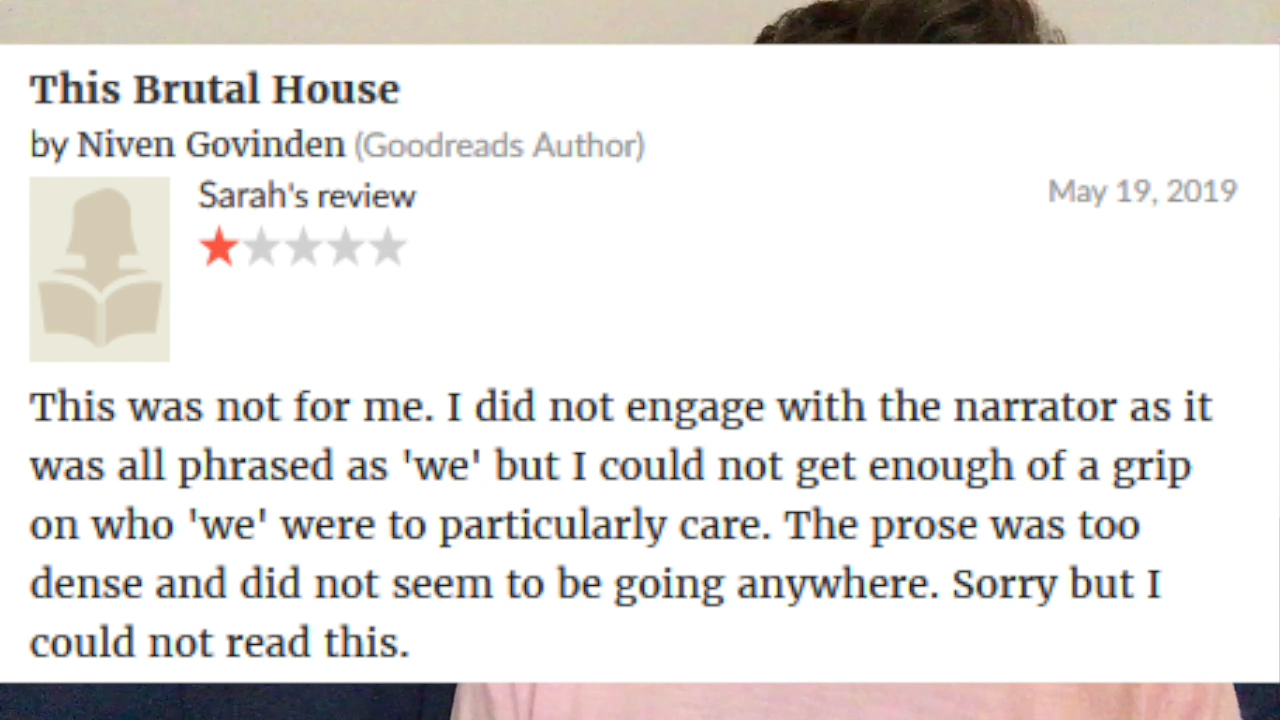 This Brutal House
by Niven Govinden (Goodreads Author)
Sarah's review
May 19, 2019
This was not for me. I did not engage with the narrator as it
was all phrased as 'we' but I could not get enough of a grip
on who 'we' were to particularly care. The prose was too
dense and did not seem to be going anywhere. Sorry but I
could not read this.